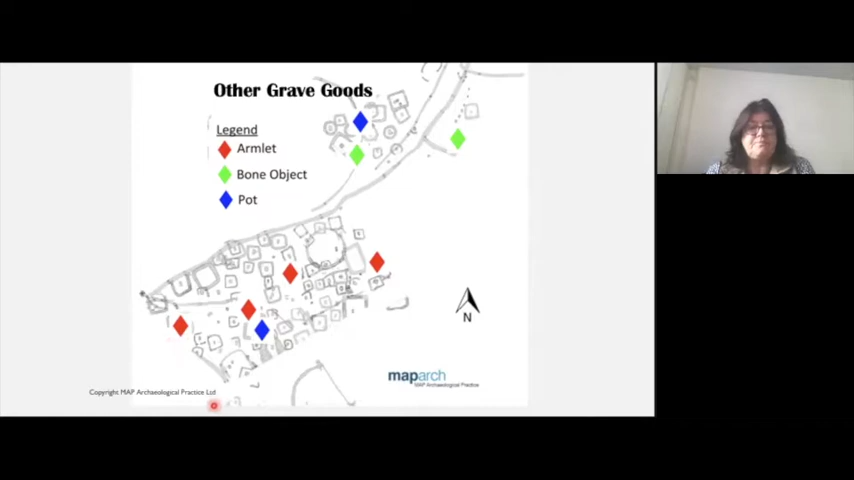 Other Grave Goods
Legend
Armlet
Bone Object
Pot
N
maparch
MAP Archaeological Practice
Copyright MAP Archaeological Practice Ltd